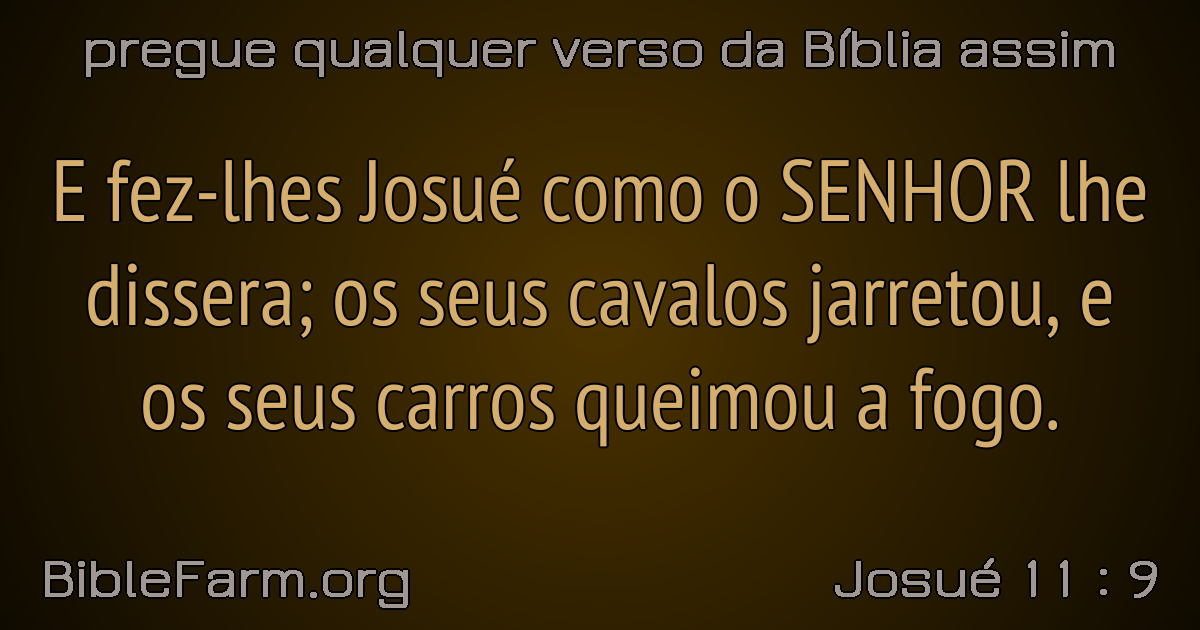 pregue qualquer verso da Bíblia assim
E fez-lhes Josué como o SENHOR lhe
dissera; os seus cavalos jarretou, e
os seus carros queimou a fogo.
BibleFarm.org
Josué 11 : 9